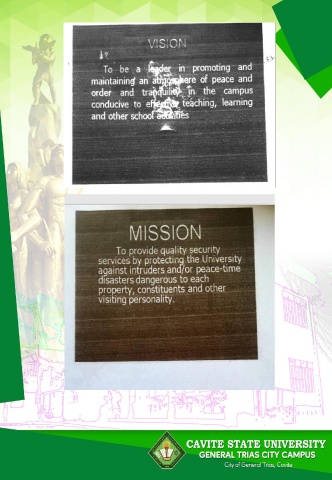 VISION
To be a leader in promoting and
maintaining an atmosphere of peace and
order and tranquility in the campus
conducive to effective teaching, learning
and other school activities
MISSION
To provide quality security
services by protecting the University
against intruders and/or peace-time
disasters dangerous to each
property, constituents and other
visiting personality.
CAVITE STATE UNIVERSITY
GENERAL TRIAS CITY CAMPUS
City of General Trias, Cavite